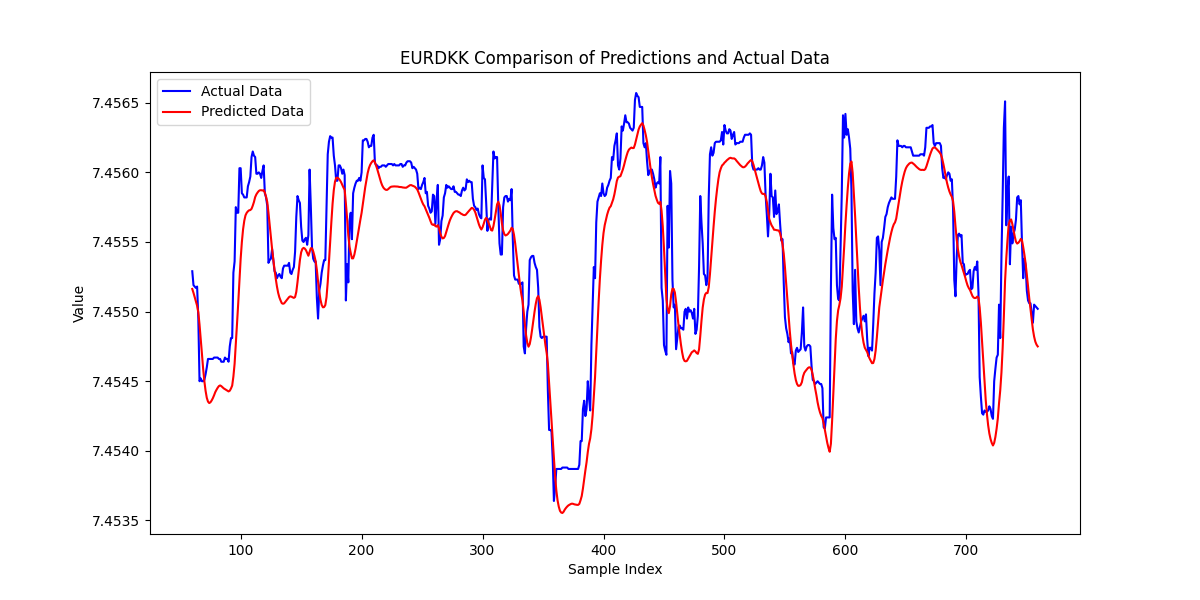 EURDKK Comparison of Predictions and Actual Data
Actual Data
Predicted Data
7.4565
7.4560
7.4555
7.4550
7.4545
7.4540
7.4535
Value
100 200 300 400 500 600 700
Sample Index